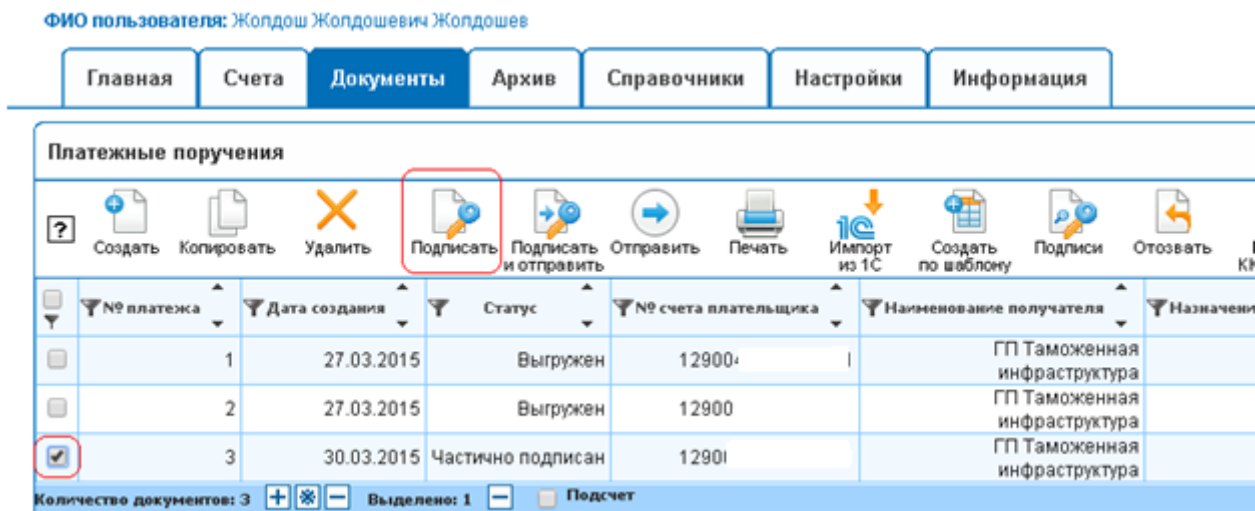 ФИО пользователя: Жолдош Жолдошевич Жолдошев
Главная Счета Документы Архив Справочники Настройки Информация
Платежные поручения
? Создать Копировать Удалить Подписать Подписать и отправить Отправить Печать 1С Импорт из 1С Создать по шаблону Подписи Отозвать
№ платежа Дата создания Статус № счета плательщика Наименование получателя
1 27.03.2015 Выгружен 12900 ГП Таможенная
инфраструктура
2 27.03.2015 Выгружен 12900 ГП Таможенная
инфраструктура
3 30.03.2015 Частично подписан 1290 ГП Таможенная
инфраструктура
Количество документов: 3 Выделено: 1 Подсчет